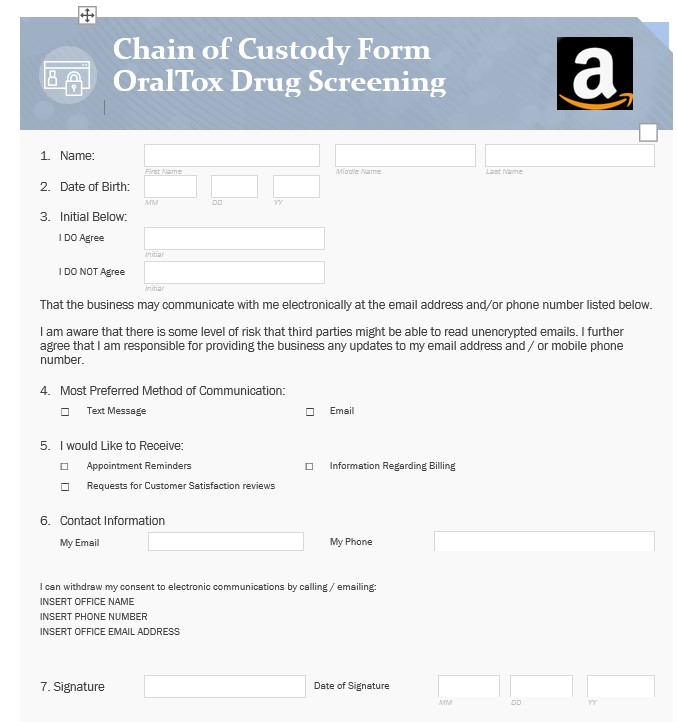 Chain of Custody Form
OralTox Drug Screening
a
1. Name:
First Name
Middle Name
Last Name
2. Date of Birth:
MM
DD
YY
3. Initial Below:
I DO Agree
Initial
I DO NOT Agree
Initial
That the business may communicate with me electronically at the email address and/or phone number listed below.
I am aware that there is some level of risk that third parties might be able to read unencrypted emails. I further
agree that I am responsible for providing the business any updates to my email address and / or mobile phone
number.
4. Most Preferred Method of Communication:
Text Message
Email
5. I would Like to Receive:
Appointment Reminders
Information Regarding Billing
Requests for Customer Satisfaction reviews
6. Contact Information
My Email
My Phone
I can withdraw my consent to electronic communications by calling / emailing:
INSERT OFFICE NAME
INSERT PHONE NUMBER
INSERT OFFICE EMAIL ADDRESS
7. Signature
Date of Signature
MM
DD
YY